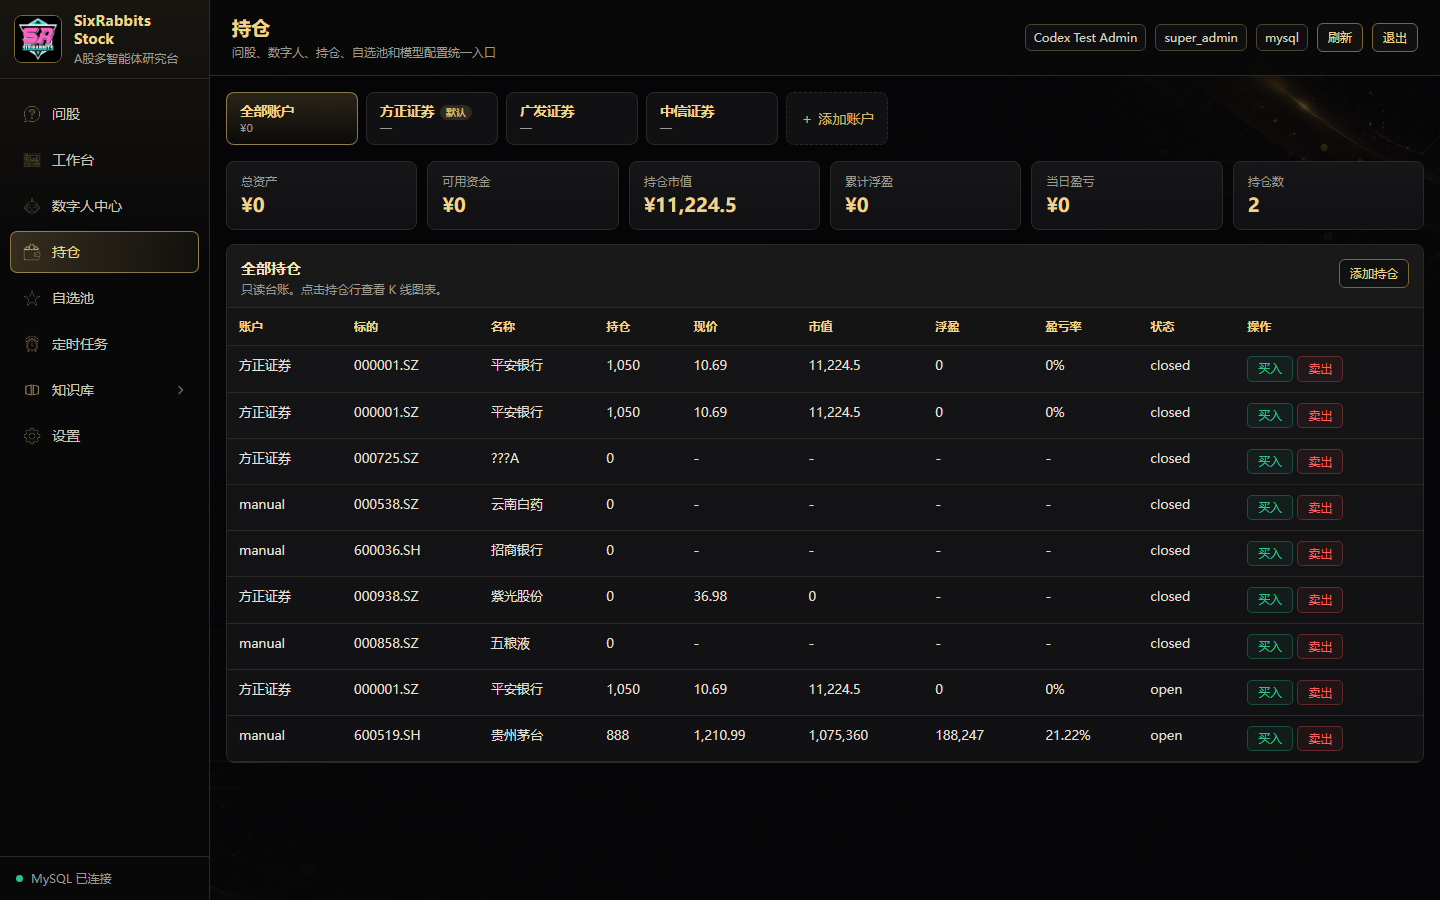 SixRabbits
Stock
A股多智能体研究台
SR
SIXRABBITS
问股
工作台
数字人中心
持仓
自选池
定时任务
知识库
设置
MySQL 已连接
持仓
问股、数字人、持仓、自选池和模型配置统一入口
Codex Test Admin super_admin mysql 刷新 退出
全部账户 方正证券 默认 广发证券 中信证券 + 添加账户
¥0 — — —
总资产 可用资金 持仓市值 累计浮盈 当日盈亏 持仓数
¥0 ¥0 ¥11,224.5 ¥0 ¥0 2
全部持仓
只读台账。点击持仓行查看 K 线图表。
添加持仓
账户 标的 名称 持仓 现价 市值 浮盈 盈亏率 状态 操作
方正证券 000001.SZ 平安银行 1,050 10.69 11,224.5 0 0% closed 买入 卖出
方正证券 000001.SZ 平安银行 1,050 10.69 11,224.5 0 0% closed 买入 卖出
方正证券 000725.SZ ???A 0 - - - - closed 买入 卖出
manual 000538.SZ 云南白药 0 - - - - closed 买入 卖出
manual 600036.SH 招商银行 0 - - - - closed 买入 卖出
方正证券 000938.SZ 紫光股份 0 36.98 0 - - closed 买入 卖出
manual 000858.SZ 五粮液 0 - - - - closed 买入 卖出
方正证券 000001.SZ 平安银行 1,050 10.69 11,224.5 0 0% open 买入 卖出
manual 600519.SH 贵州茅台 888 1,210.99 1,075,360 188,247 21.22% open 买入 卖出